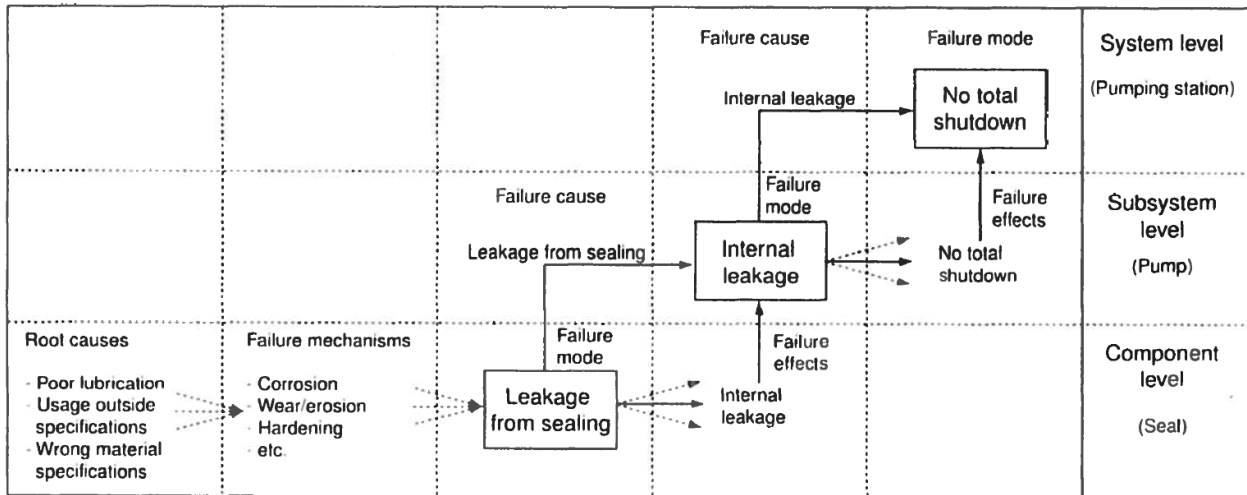 Failure cause
Failure mode
System level
(Pumping station)
Internal leakage
No total
shutdown
Failure cause
Failure
mode
Failure
effects
Subsystem
level
(Pump)
Leakage from sealing
Internal
leakage
No total
shutdown
Root causes
- Poor lubrication
- Usage outside
specifications
- Wrong material
specifications
Failure mechanisms
- Corrosion
- Wear/erosion
- Hardening
- etc.
Failure
mode
Leakage
from sealing
Failure
effects
Internal
leakage
Component
level
(Seal)